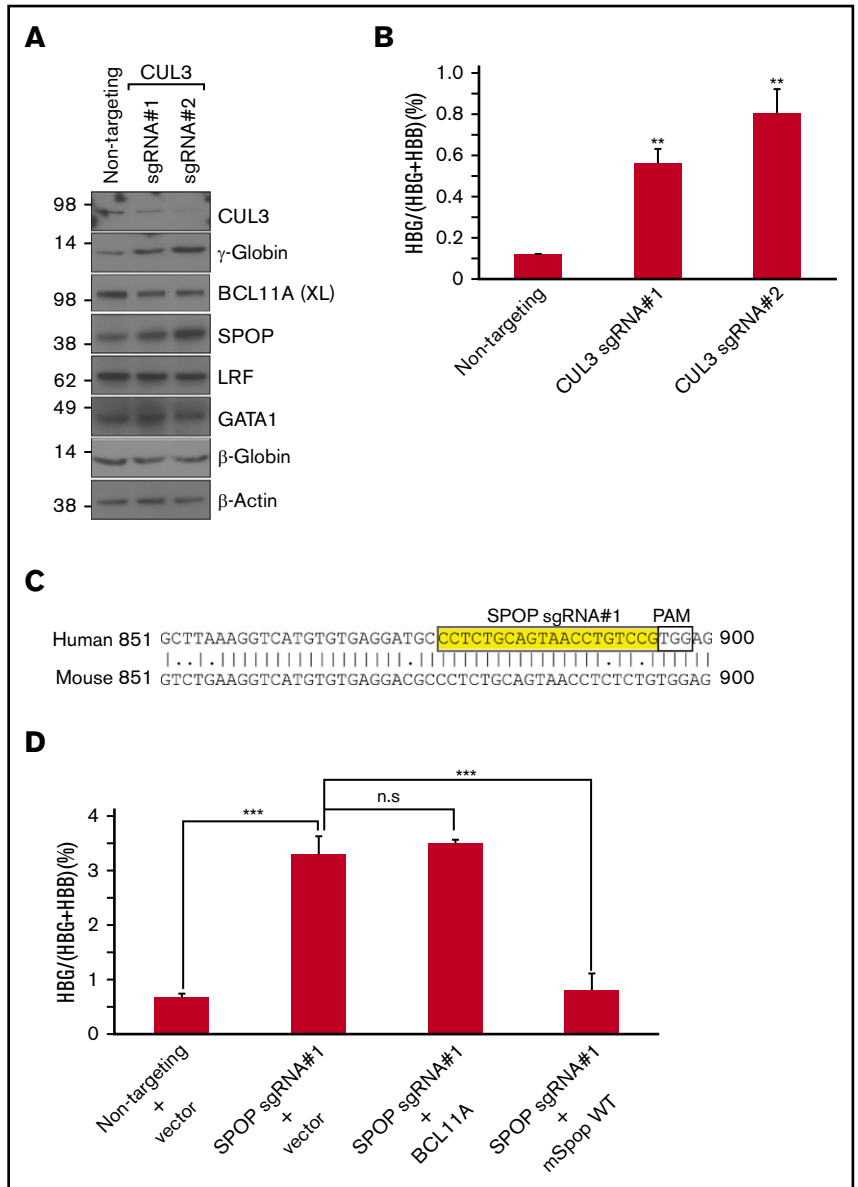 A
CUL3
Non-targeting
sgRNA#1
sgRNA#2
98
CUL3
14
γ-Globin
98
BCL11A (XL)
38
SPOP
62
LRF
49
GATA1
14
β-Globin
38
β-Actin
B
HBG/(HBG+HBB)(%)
1.0
0.8
0.6
0.4
0.2
0
**
**
Non-targeting
CUL3 sgRNA#1
CUL3 sgRNA#2
C
SPOP sgRNA#1 PAM
Human 851 GCTTAAAGGTCATGTGTGAGGATGCCCTCTGCAGTAACCTGTCCGTGGAG 900
Mouse 851 GTCTGAAGGTCATGTGTGAGGACGCCCTCTGCAGTAACCTCTCTGTGGAG 900
D
HBG/(HBG+HBB)(%)
4
3
2
1
0
***
n.s
***
Non-targeting
+
vector
SPOP sgRNA#1
+
vector
SPOP sgRNA#1
+
BCL11A
SPOP sgRNA#1
+
mSpop WT